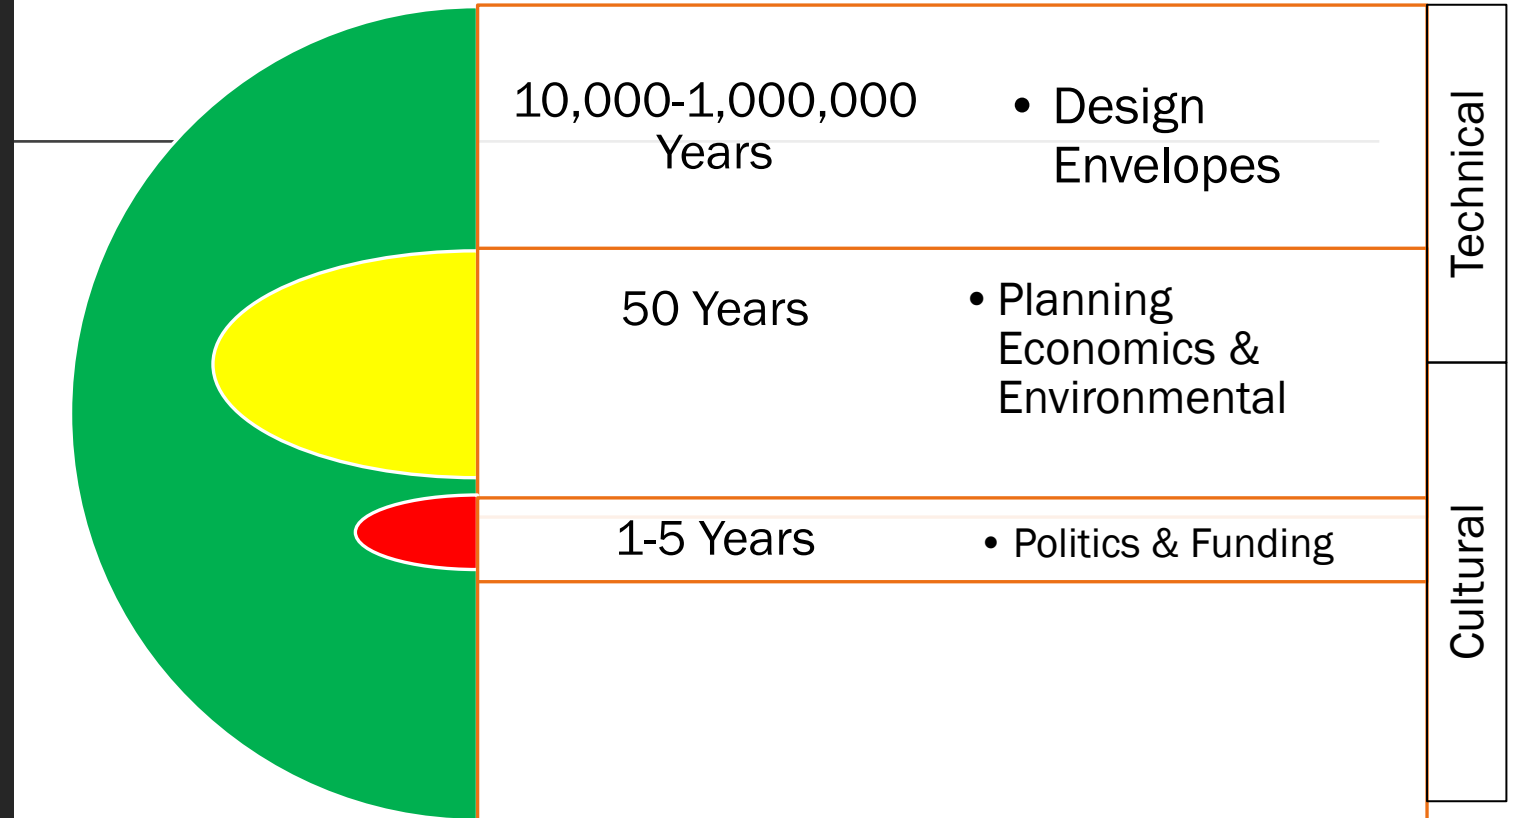 10,000-1,000,000
Years
• Design
Envelopes
50 Years
• Planning
Economics &
Environmental
1-5 Years
• Politics & Funding
Technical
Cultural